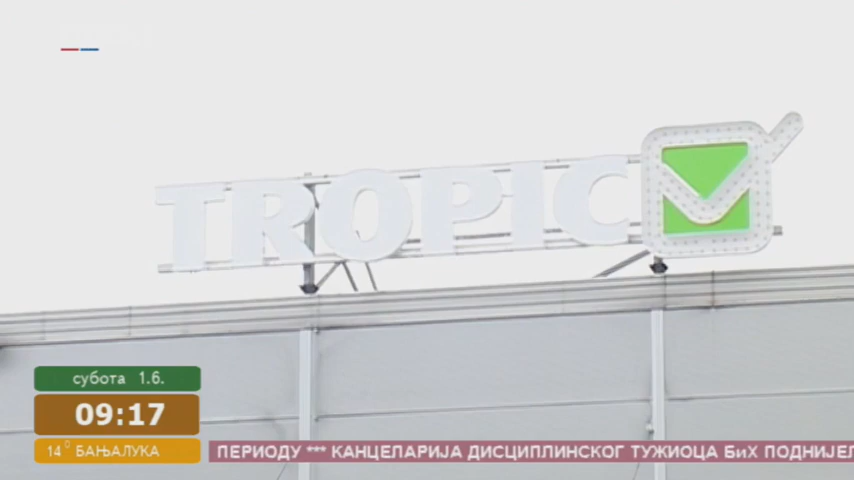 TROPIC
субота 1.6.
09:17
14° БАЊАЛУКА
ПЕРИОДУ *** КАНЦЕЛАРИЈА ДИСЦИПЛИНСКОГ ТУЖИОЦА БиХ ПОДНИЈЕЛ